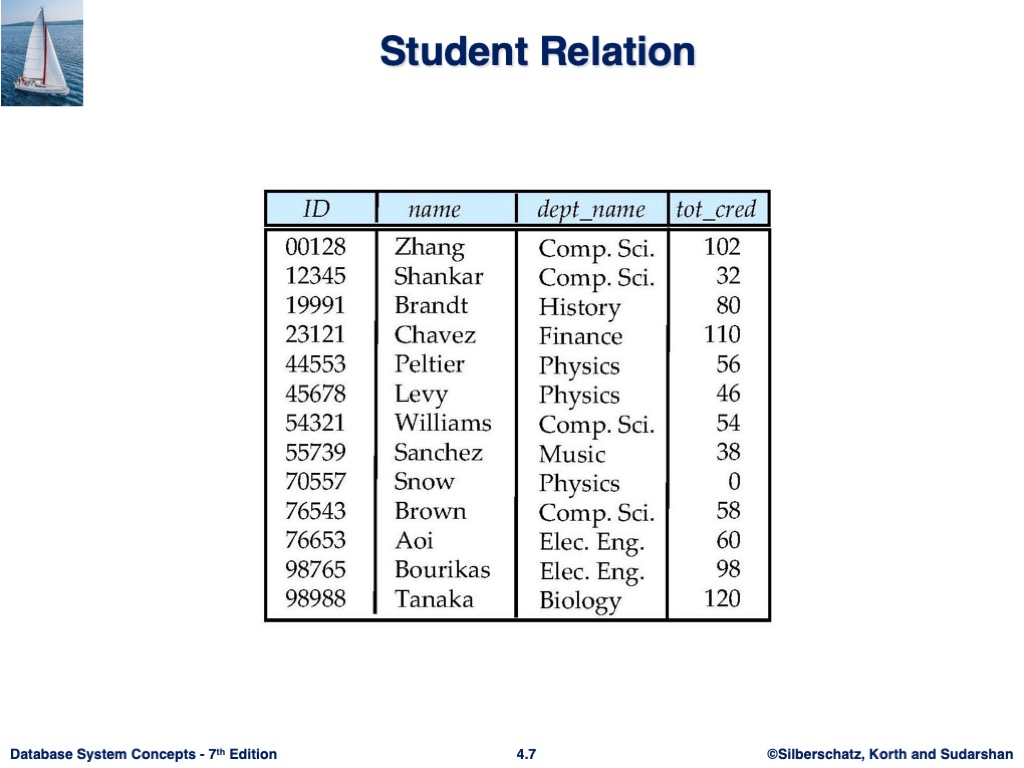 Student Relation
ID name dept_name tot_cred
00128 Zhang Comp. Sci. 102
12345 Shankar Comp. Sci. 32
19991 Brandt History 80
23121 Chavez Finance 110
44553 Peltier Physics 56
45678 Levy Physics 46
54321 Williams Comp. Sci. 54
55739 Sanchez Music 38
70557 Snow Physics 0
76543 Brown Comp. Sci. 58
76653 Aoi Elec. Eng. 60
98765 Bourikas Elec. Eng. 98
98988 Tanaka Biology 120
Database System Concepts - 7th Edition 4.7 ©Silberschatz, Korth and Sudarshan